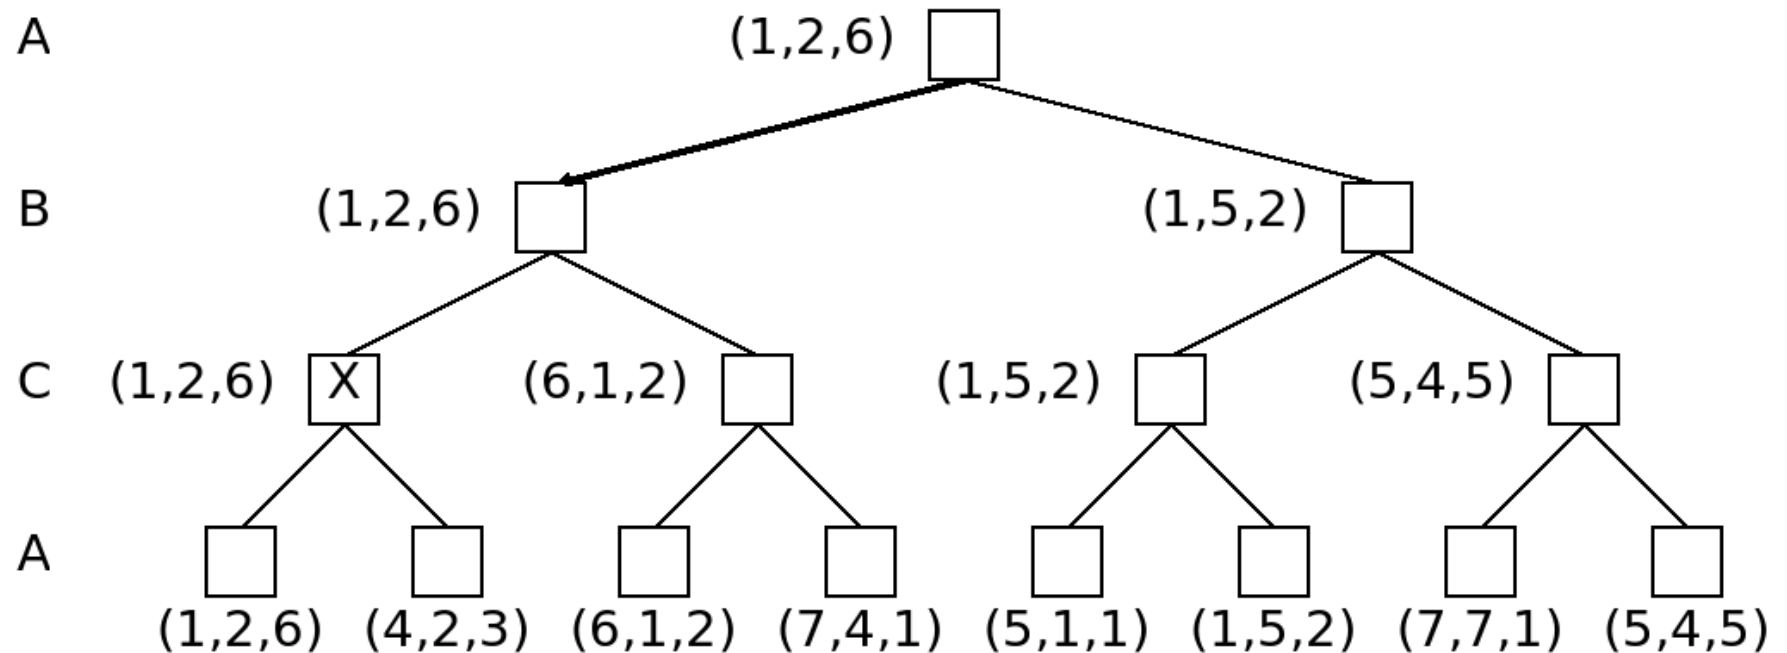 A (1,2,6)
B (1,2,6) (1,5,2)
C (1,2,6) X (6,1,2) (1,5,2) (5,4,5)
A
(1,2,6) (4,2,3) (6,1,2) (7,4,1) (5,1,1) (1,5,2) (7,7,1) (5,4,5)